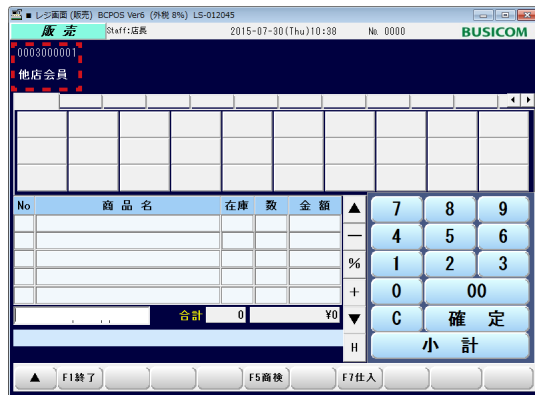 レジ画面 (販売) BCPOS Ver6 (外税 8%) LS-012045
販 売 Staff:店長 2015-07-30(Thu)10:38 No. 0000 BUSICOM
0003000001
他店会員
No 商 品 名 在庫 数 金 額 ▲ 7 8 9
― 4 5 6
% 1 2 3
+ 0 00
合計 0 ¥0 ▼ C 確 定
H 小 計
▲ F1終了 F5商検 F7仕入